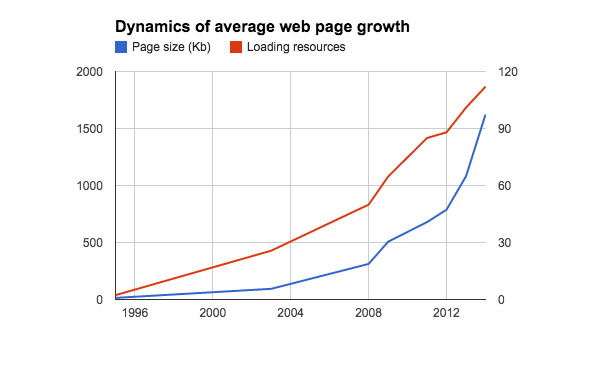 Dynamics of average web page growth
Page size (Kb) Loading resources
2000 120
1500 90
1000 60
500 30
0 0
1996 2000 2004 2008 2012